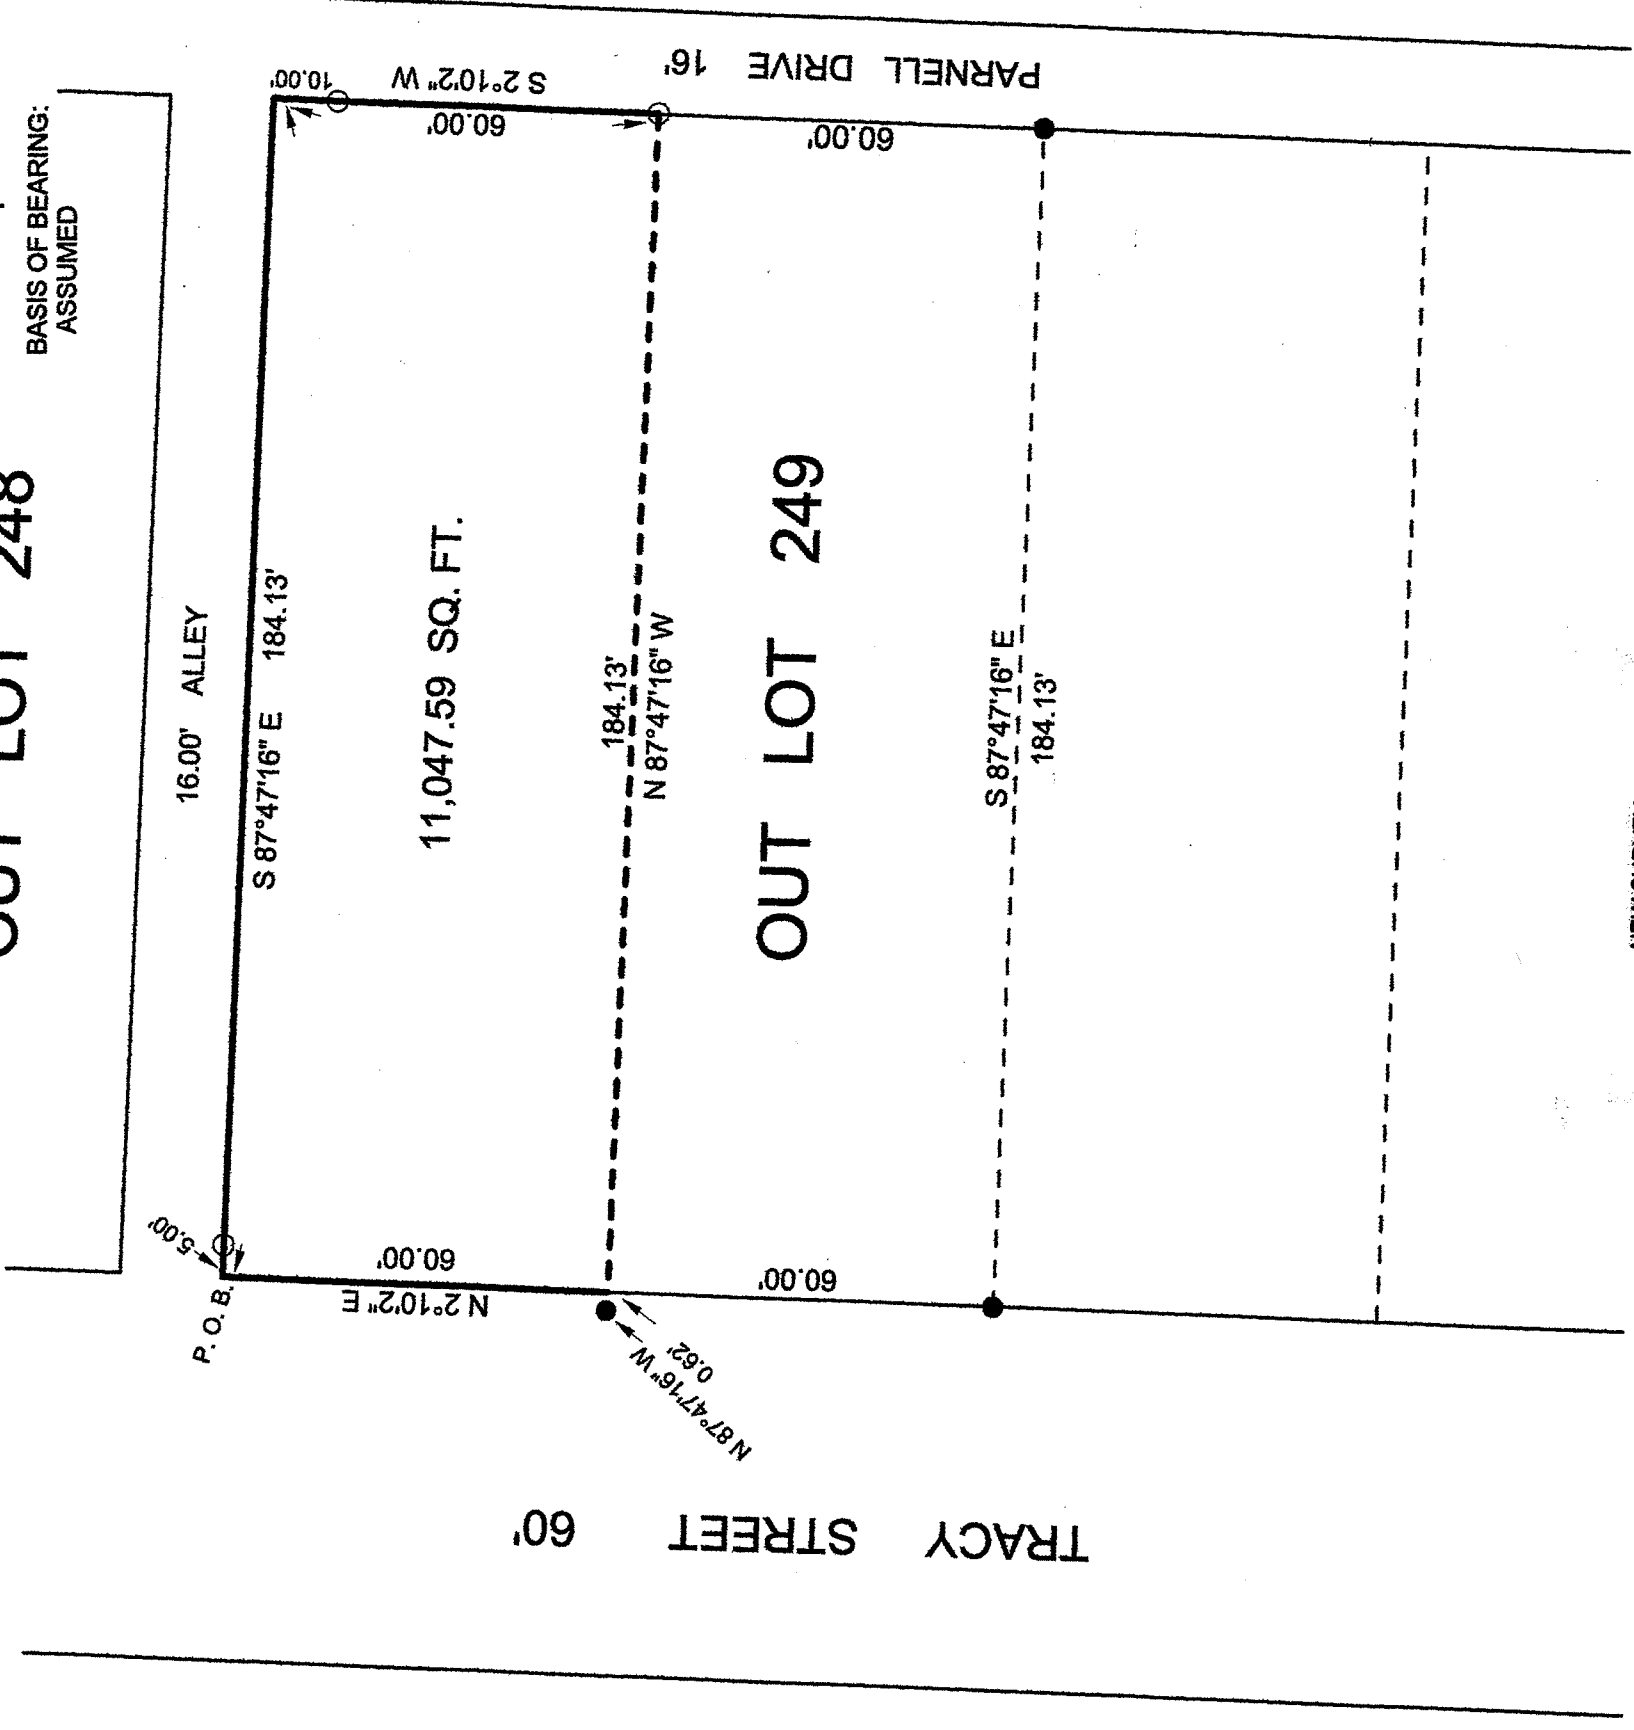 BASIS OF BEARING:
ASSUMED
OUT LOT 248
16.00' ALLEY
P. O. B.
5.00'
S 87°47'16" E 184.13'
10.00'
S 2°10'2" W
60.00'
PARNELL DRIVE 16'
60.00'
11,047.59 SQ. FT.
60.00'
N 2°10'2" E
184.13'
N 87°47'16" W
OUT LOT 249
60.00'
N 87°47'16" W
0.62'
S 87°47'16" E
184.13'
TRACY STREET 60'